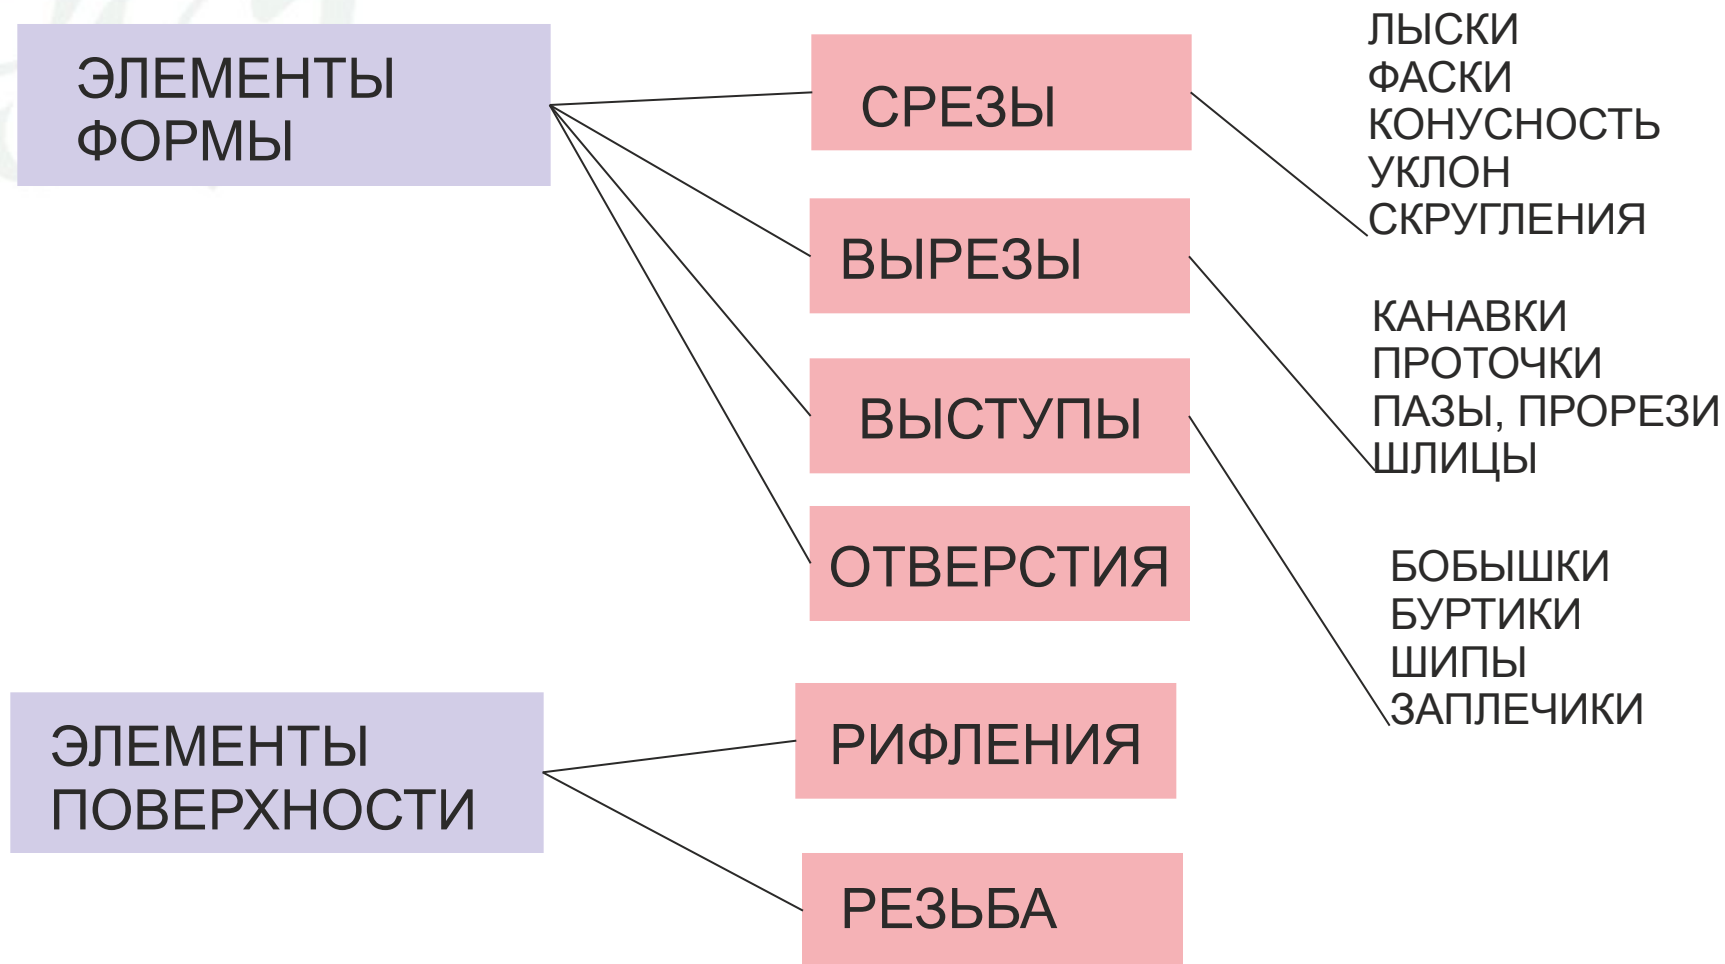 ЭЛЕМЕНТЫ
ФОРМЫ
СРЕЗЫ
ЛЫСКИ
ФАСКИ
КОНУСНОСТЬ
УКЛОН
СКРУГЛЕНИЯ
ВЫРЕЗЫ
КАНАВКИ
ПРОТОЧКИ
ПАЗЫ, ПРОРЕЗИ
ШЛИЦЫ
ВЫСТУПЫ
БОБЫШКИ
БУРТИКИ
ШИПЫ
ЗАПЛЕЧИКИ
ОТВЕРСТИЯ
ЭЛЕМЕНТЫ
ПОВЕРХНОСТИ
РИФЛЕНИЯ
РЕЗЬБА